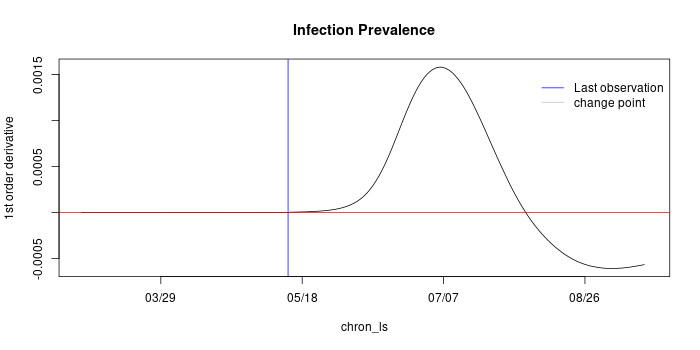 Infection Prevalence
1st order derivative
0.0015
0.0005
-0.0005
Last observation
change point
03/29
05/18
07/07
08/26
chron_ls